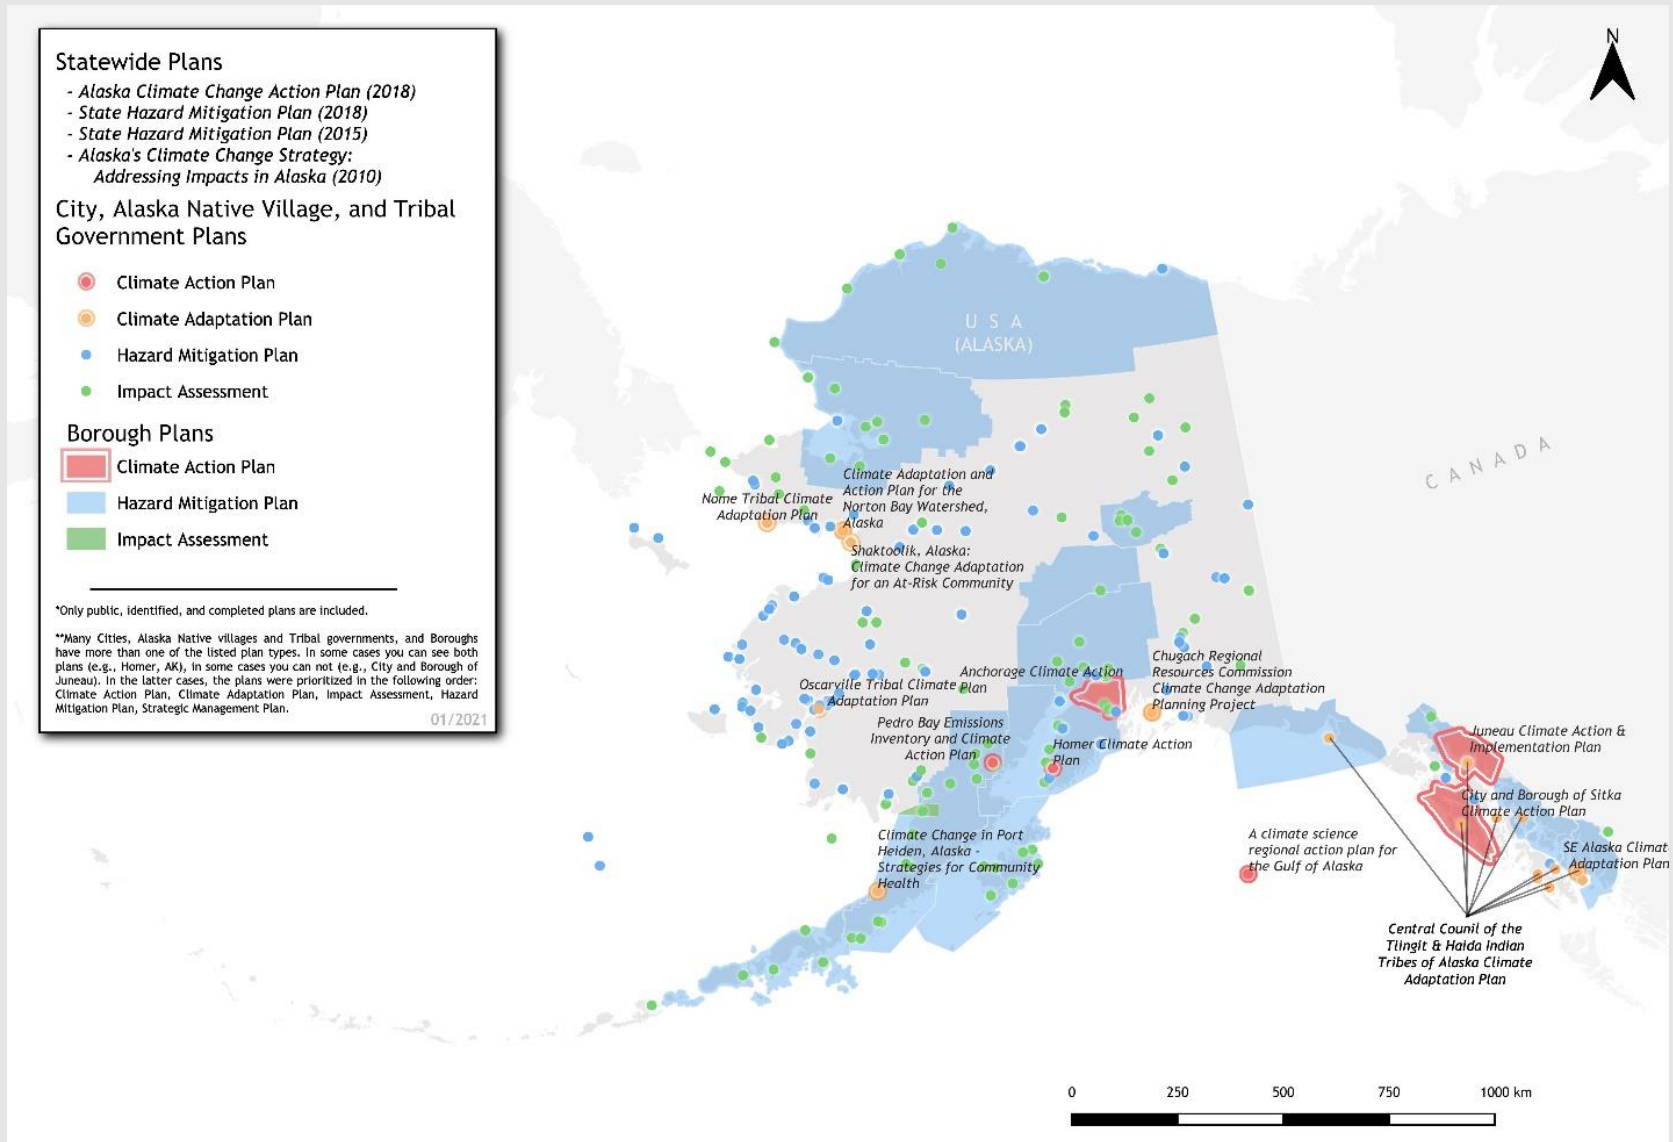 Statewide Plans
- Alaska Climate Change Action Plan (2018)
- State Hazard Mitigation Plan (2018)
- State Hazard Mitigation Plan (2015)
- Alaska's Climate Change Strategy:
Addressing Impacts in Alaska (2010)
City, Alaska Native Village, and Tribal
Government Plans
Climate Action Plan
Climate Adaptation Plan
Hazard Mitigation Plan
Impact Assessment
Borough Plans
Climate Action Plan
Hazard Mitigation Plan
Impact Assessment
*Only public, identified, and completed plans are included.
**Many Cities, Alaska Native villages and Tribal governments, and Boroughs
have more than one of the listed plan types. In some cases you can see both
plans (e.g., Homer, AK), in some cases you can not (e.g., City and Borough of
Juneau). In the latter cases, the plans were prioritized in the following order:
Climate Action Plan, Climate Adaptation Plan, Impact Assessment, Hazard
Mitigation Plan, Strategic Management Plan.
01/2021
N
U S A
(ALASKA)
CANADA
Nome Tribal Climate
Adaptation Plan
Climate Adaptation and
Action Plan for the
Norton Bay Watershed,
Alaska
Shaktoolik, Alaska:
Climate Change Adaptation
for an At-Risk Community
Oscarville Tribal Climate
Adaptation Plan
Anchorage Climate Action
Plan
Chugach Regional
Resources Commission
Climate Change Adaptation
Planning Project
Pedro Bay Emissions
Inventory and Climate
Action Plan
Homer Climate Action
Plan
Juneau Climate Action &
Implementation Plan
City and Borough of Sitka
Climate Action Plan
A climate science
regional action plan for
the Gulf of Alaska
SE Alaska Climat
Adaptation Plan
Climate Change in Port
Heiden, Alaska -
Strategies for Community
Health
Central Counil of the
Tlingit & Haida Indian
Tribes of Alaska Climate
Adaptation Plan
0 250 500 750 1000 km